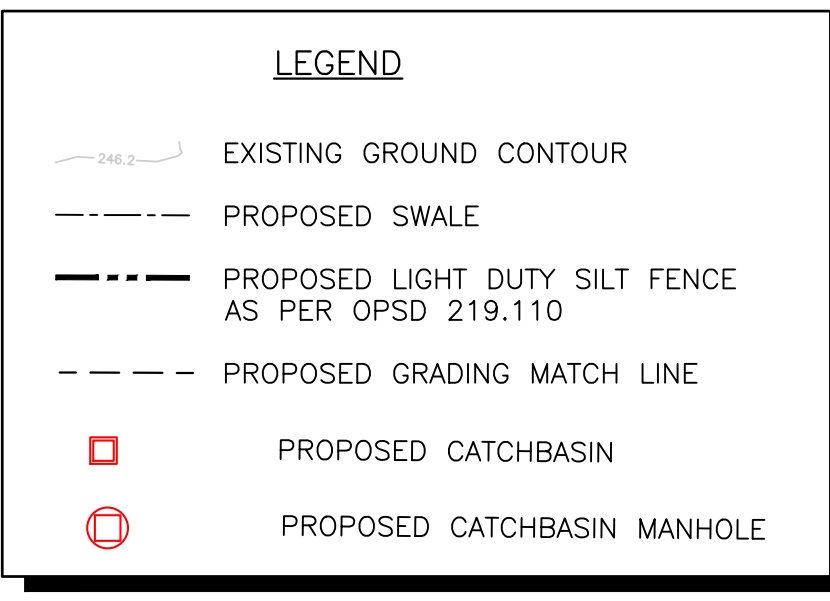 LEGEND
246.2 EXISTING GROUND CONTOUR
PROPOSED SWALE
PROPOSED LIGHT DUTY SILT FENCE
AS PER OPSD 219.110
PROPOSED GRADING MATCH LINE
PROPOSED CATCHBASIN
PROPOSED CATCHBASIN MANHOLE